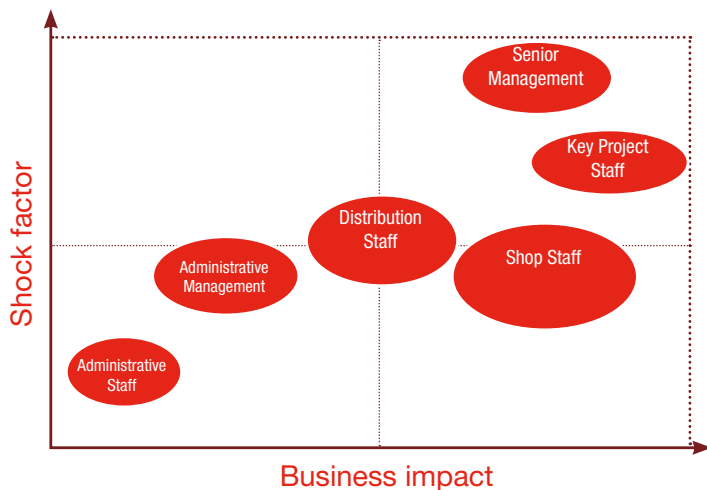 Senior
Management
Key Project
Staff
Distribution
Staff
Shop Staff
Administrative
Management
Administrative
Staff
Shock factor
Business impact